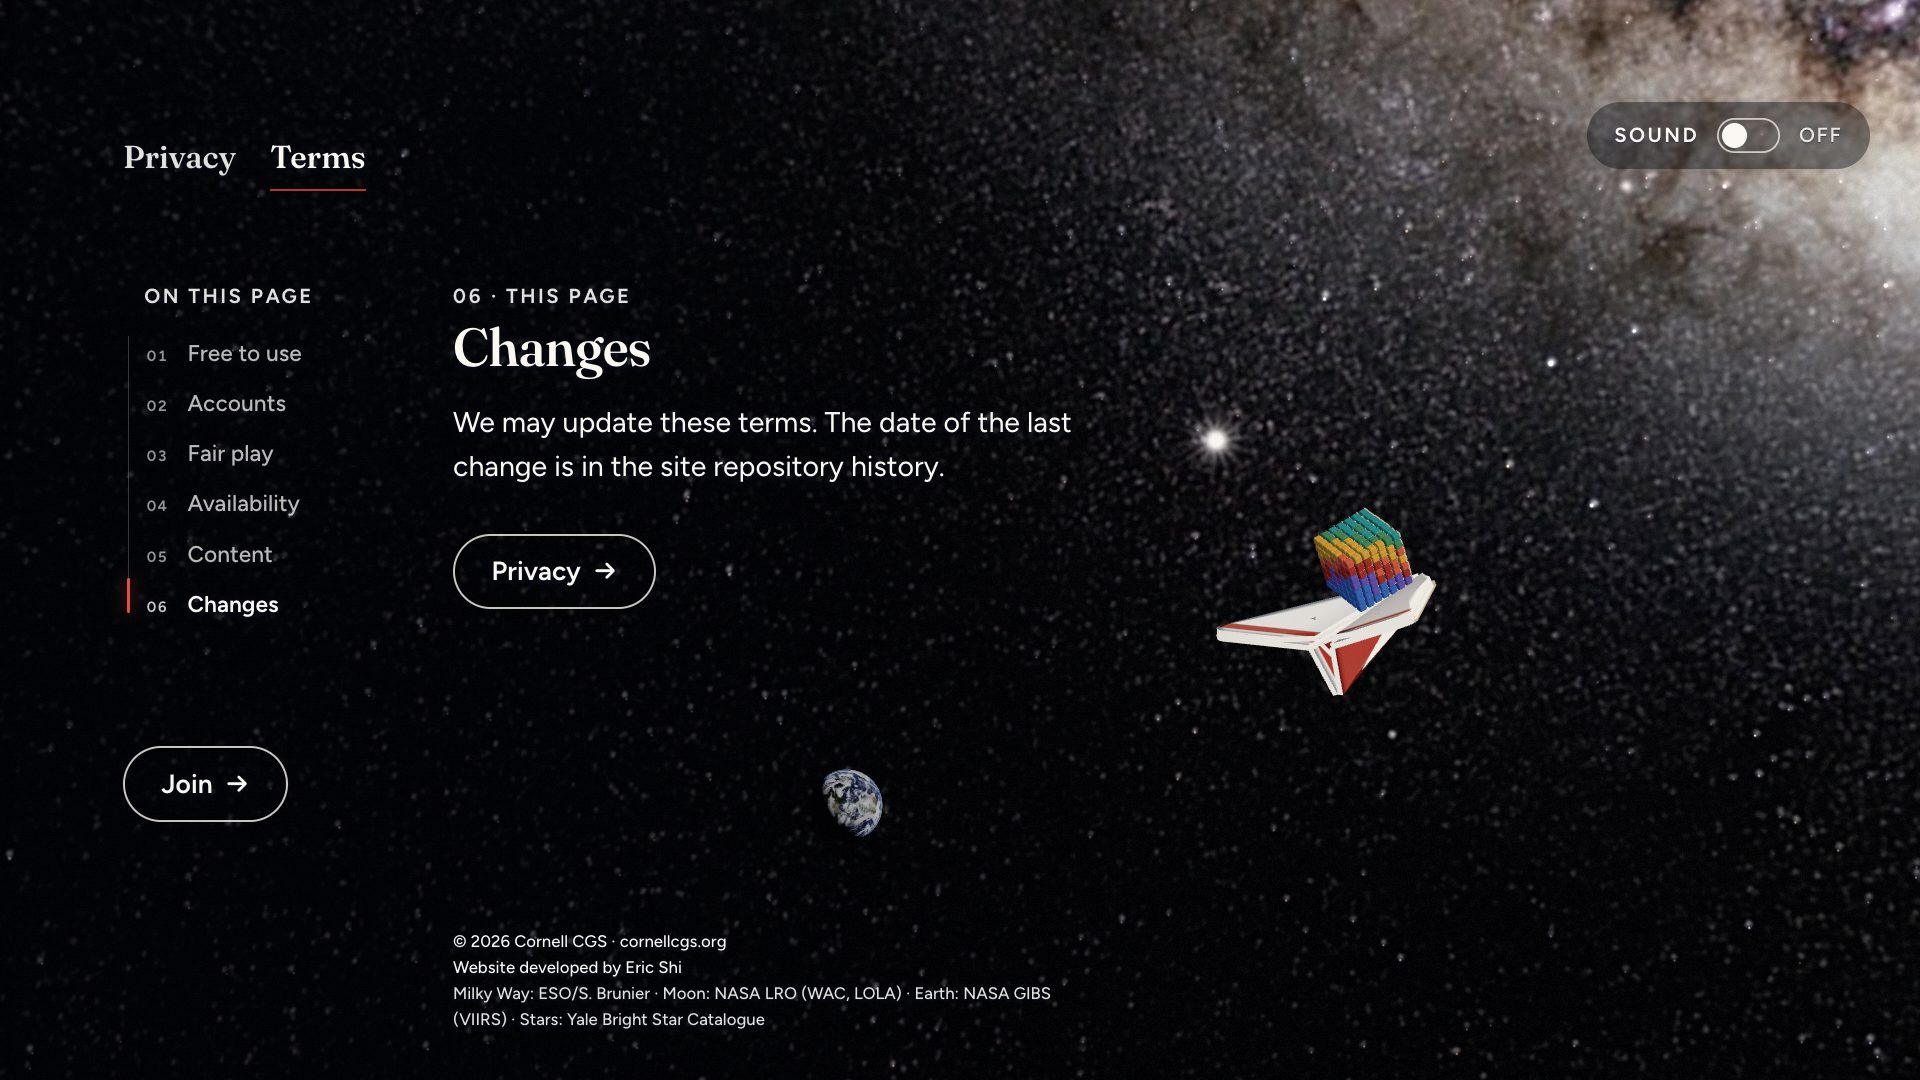 Privacy Terms
SOUND OFF
ON THIS PAGE
01 Free to use
02 Accounts
03 Fair play
04 Availability
05 Content
06 Changes
Join →
06 · THIS PAGE
Changes
We may update these terms. The date of the last
change is in the site repository history.
Privacy →
© 2026 Cornell CGS · cornellcgs.org
Website developed by Eric Shi
Milky Way: ESO/S. Brunier · Moon: NASA LRO (WAC, LOLA) · Earth: NASA GIBS
(VIIRS) · Stars: Yale Bright Star Catalogue